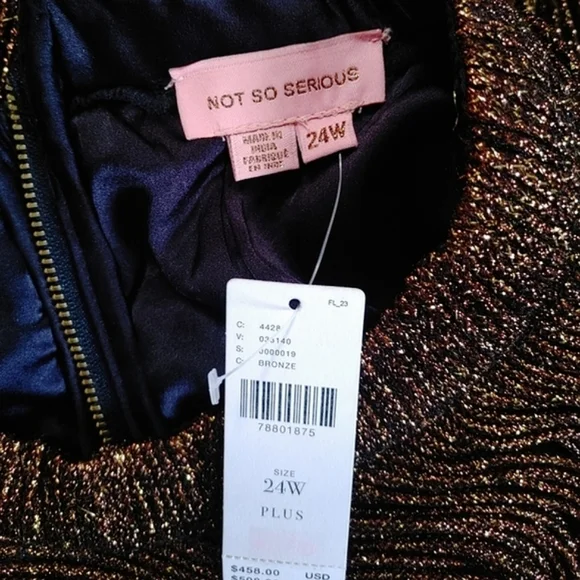 NOT SO SERIOUS
MADE IN
INDIA
FABRIQUE
EN INDE
24W
FL_23
C: 4428
V:
S: 0000019
C: BRONZE
78801875
SIZE
24W
PLUS
$458.00 USD